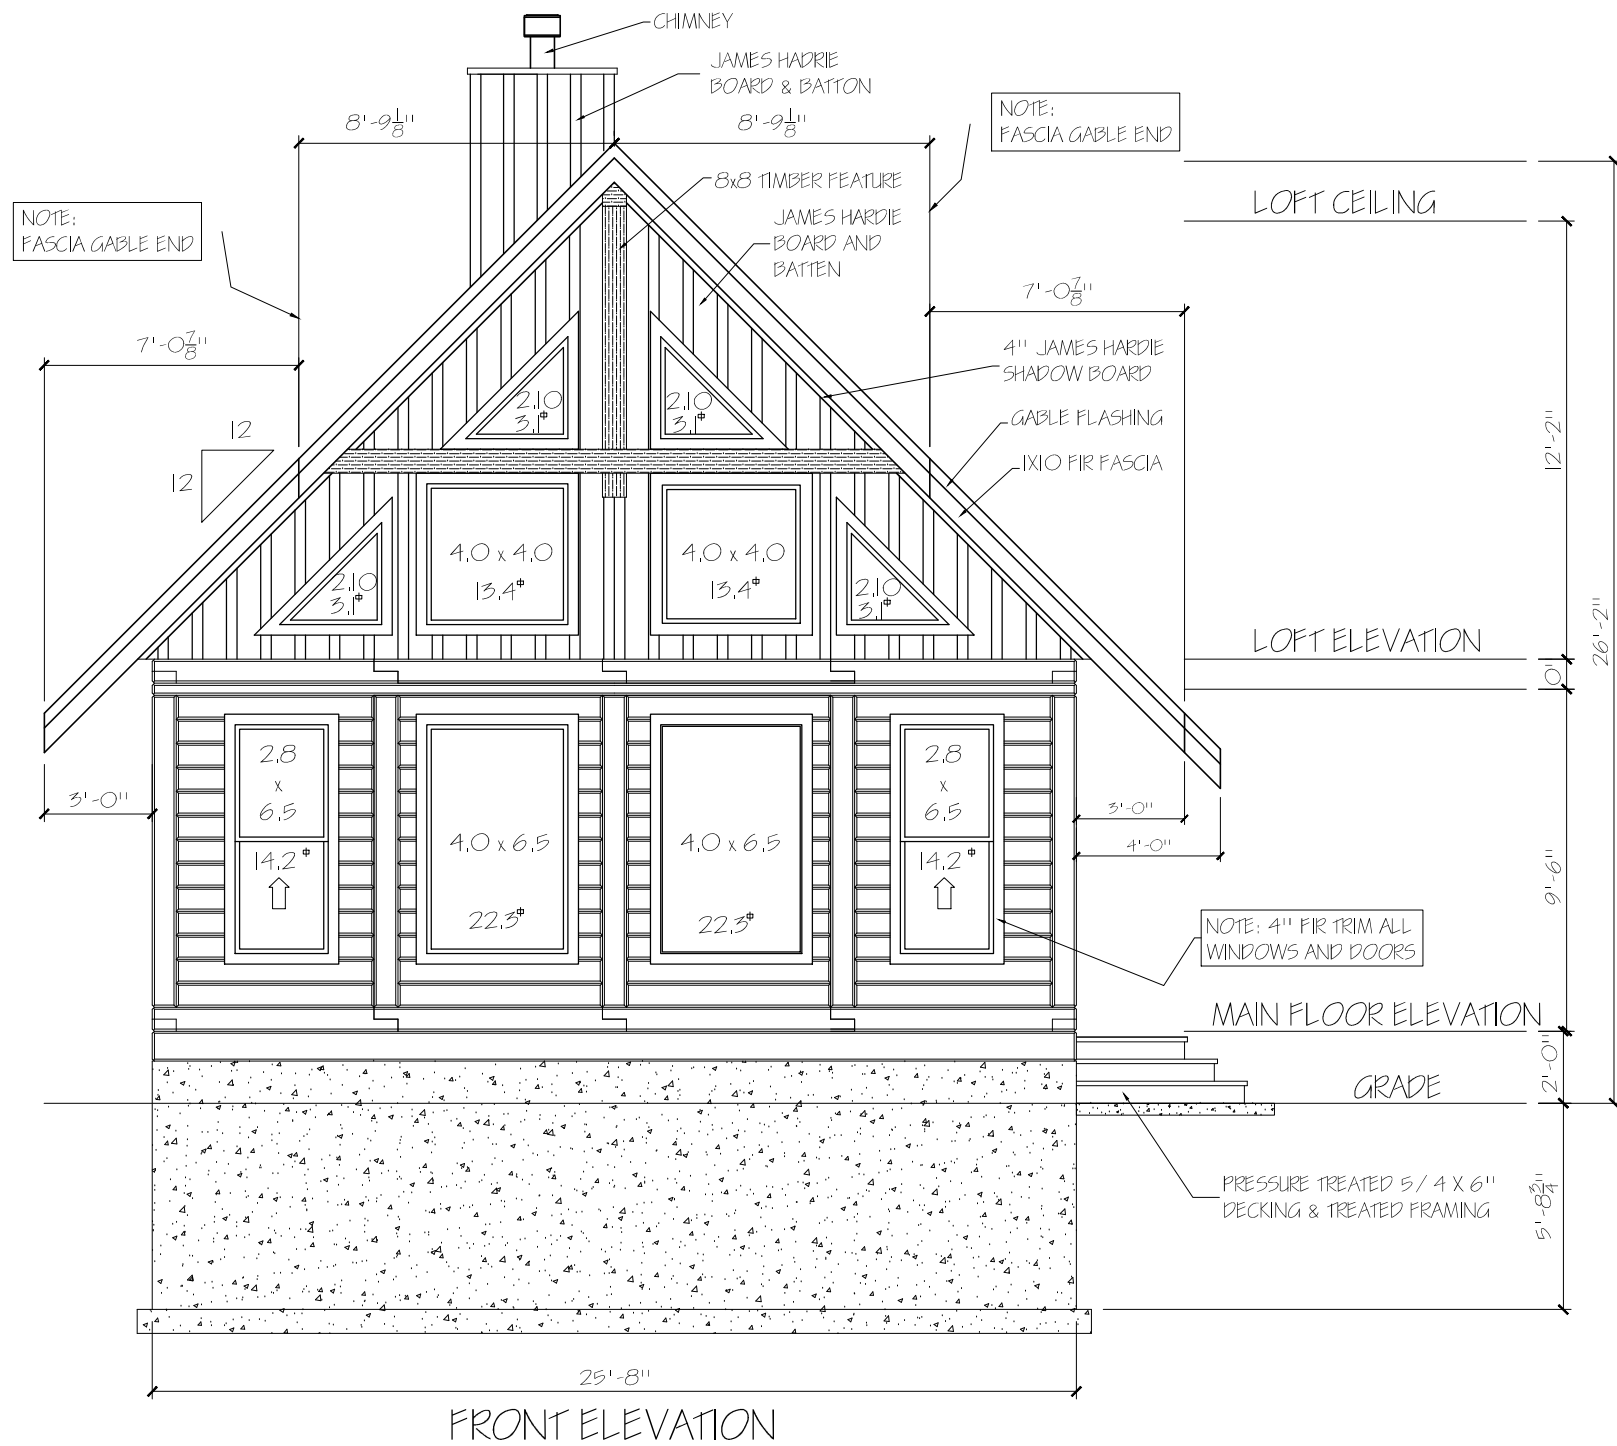 CHIMNEY
JAMES HADRIE
BOARD & BATTON
8'-9 1/8"
8'-9 1/8"
NOTE:
FASCIA GABLE END
8x8 TIMBER FEATURE
LOFT CEILING
NOTE:
FASCIA GABLE END
JAMES HARDIE
BOARD AND
BATTEN
7'-0 7/8"
7'-0 7/8"
4" JAMES HARDIE
SHADOW BOARD
2,10
3,1⌽
2,10
3,1⌽
GABLE FLASHING
12
12
1X10 FIR FASCIA
12'-2"
4,0 x 4,0
13,4⌽
4,0 x 4,0
13,4⌽
2,10
3,1⌽
2,10
3,1⌽
26'-2"
LOFT ELEVATION
10"
2,8
x
6,5
14,2⌽
4,0 x 6,5
22,3⌽
4,0 x 6,5
22,3⌽
2,8
x
6,5
14,2⌽
3'-0"
3'-0"
4'-0"
9'-6"
NOTE: 4" FIR TRIM ALL
WINDOWS AND DOORS
MAIN FLOOR ELEVATION
2'-0"
GRADE
PRESSURE TREATED 5/4 X 6"
DECKING & TREATED FRAMING
5'-8 3/4"
25'-8"
FRONT ELEVATION